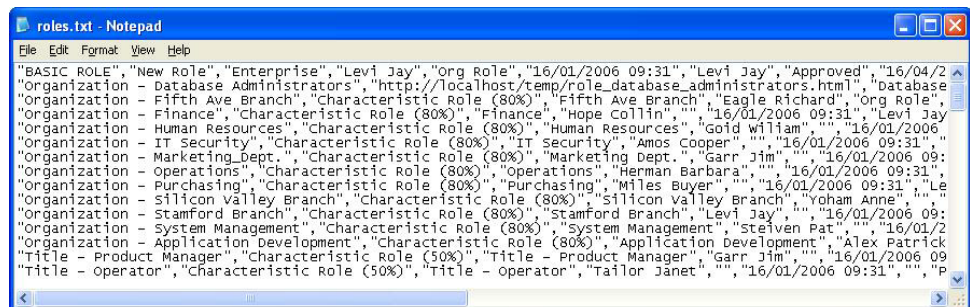 roles.txt - Notepad
File Edit Format View Help
"BASIC ROLE","New Role","Enterprise","Levi Jay","Org Role","16/01/2006 09:31","Levi Jay","Approved","16/04/2
"Organization - Database Administrators","http://localhost/temp/role_database_administrators.html","Database
"Organization - Fifth Ave Branch","Characteristic Role (80%)","Fifth Ave Branch","Eagle Richard","Org Role",
"Organization - Finance","Characteristic Role (80%)","Finance","Hope Collin","","16/01/2006 09:31","Levi Jay
"Organization - Human Resources","Characteristic Role (80%)","Human Resources","Goid William","","16/01/2006
"Organization - IT Security","Characteristic Role (80%)","IT Security","Amos Cooper","","16/01/2006 09:31","
"Organization - Marketing_Dept.","Characteristic Role (80%)","Marketing Dept.","Garr Jim","","16/01/2006 09:
"Organization - Operations","Characteristic Role (80%)","Operations","Herman Barbara","","16/01/2006 09:31",
"Organization - Purchasing","Characteristic Role (80%)","Purchasing","Miles Buyer","","16/01/2006 09:31","Le
"Organization - Silicon Valley Branch","Characteristic Role (80%)","Silicon Valley Branch","Yoham Anne","",
"Organization - Stamford Branch","Characteristic Role (80%)","Stamford Branch","Levi Jay","","16/01/2006 09:
"Organization - System Management","Characteristic Role (80%)","System Management","Steiven Pat","","16/01/2
"Organization - Application Development","Characteristic Role (80%)","Application Development","Alex Patrick
"Title - Product Manager","Characteristic Role (50%)","Title - Product Manager","Garr Jim","","16/01/2006 09
"Title - Operator","Characteristic Role (50%)","Title - Operator","Tailor Janet","","16/01/2006 09:31","","P